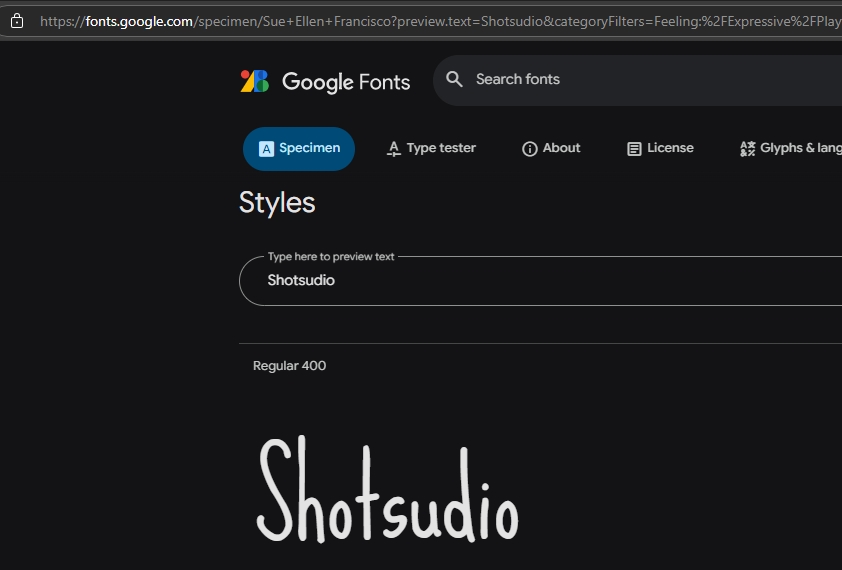 https://fonts.google.com/specimen/Sue+Ellen+Francisco?preview.text=Shotsudio&categoryFilters=Feeling:%2FExpressive%2FPlay
Google Fonts
Search fonts
Specimen
Type tester
About
License
Glyphs & lang
Styles
Type here to preview text
Shotsudio
Regular 400
Shotsudio